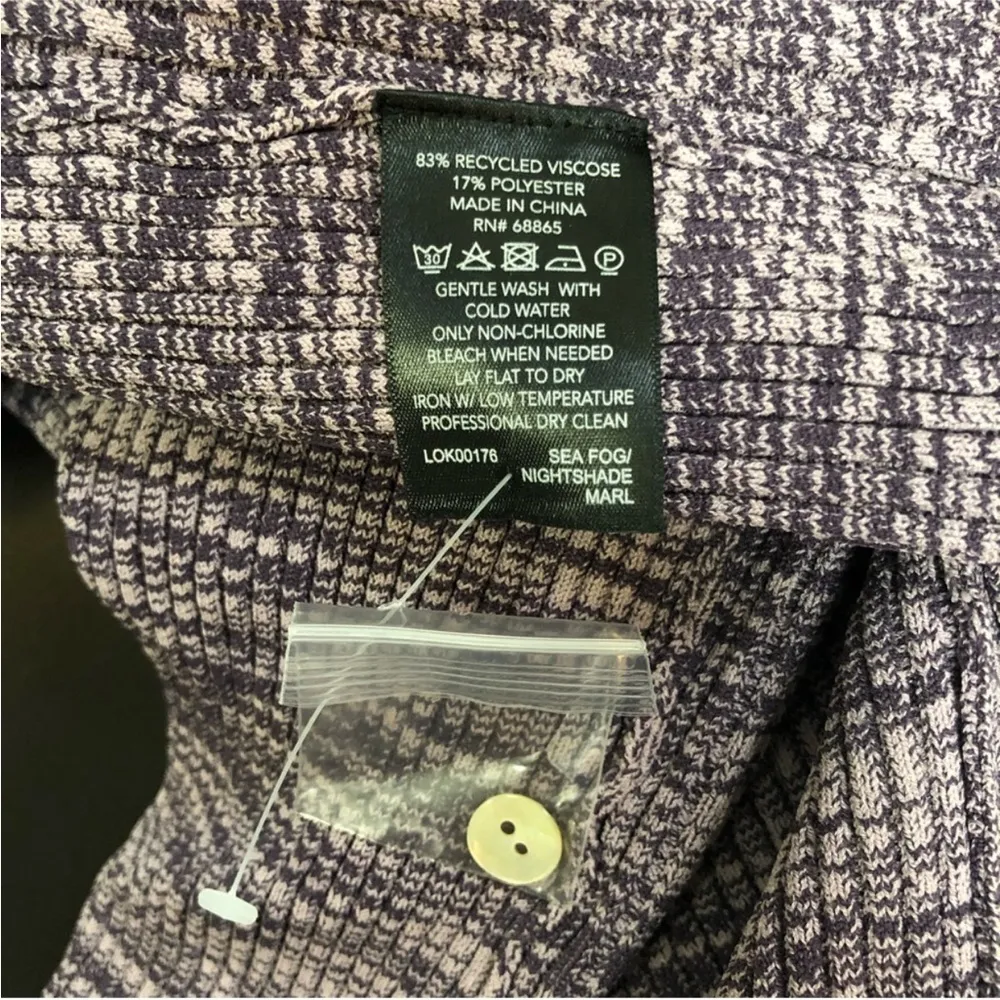 83% RECYCLED VISCOSE
17% POLYESTER
MADE IN CHINA
RN# 68865
30 P
GENTLE WASH WITH
COLD WATER
ONLY NON-CHLORINE
BLEACH WHEN NEEDED
LAY FLAT TO DRY
IRON W/ LOW TEMPERATURE
PROFESSIONAL DRY CLEAN
LOK00176 SEA FOG/
NIGHTSHADE
MARL